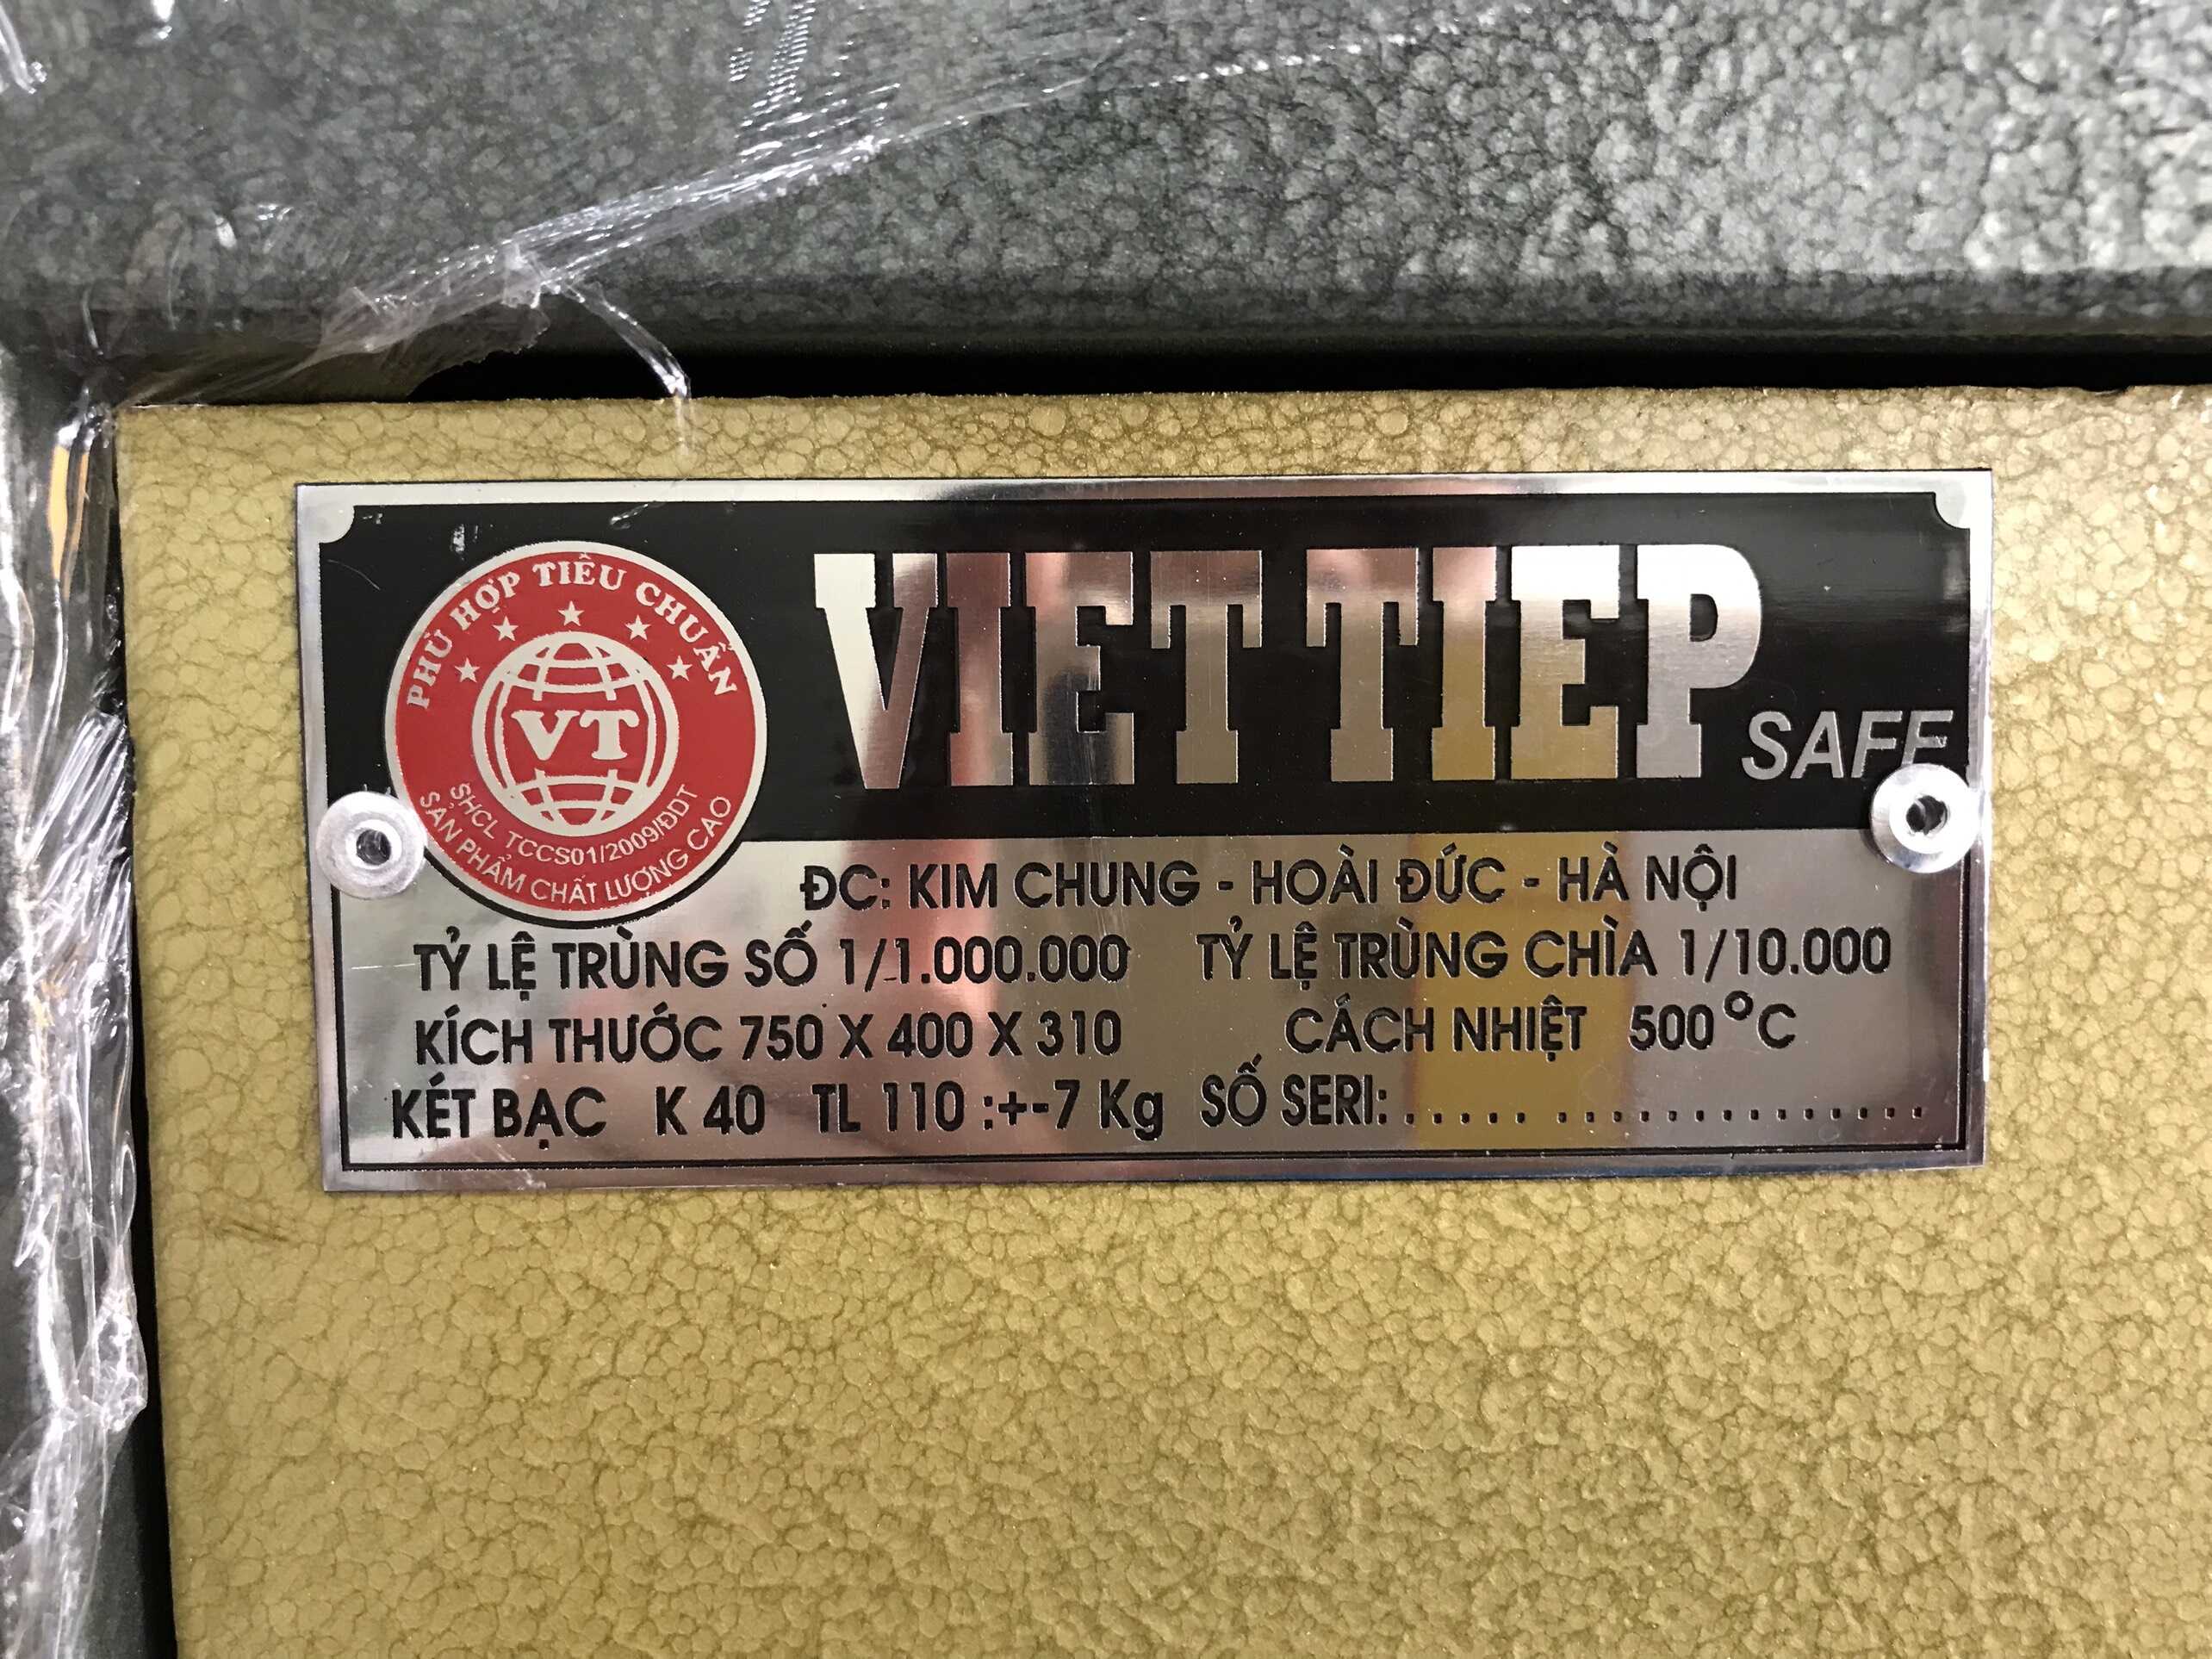 PHÙ HỢP TIÊU CHUẨN
VT
SHCL TCCS01/2009/ĐDT
SẢN PHẨM CHẤT LƯỢNG CAO
VIET TIEP SAFE
ĐC: KIM CHUNG - HOÀI ĐỨC - HÀ NỘI
TỶ LỆ TRÙNG SỐ 1/1.000.000 TỶ LỆ TRÙNG CHÌA 1/10.000
KÍCH THƯỚC 750 X 400 X 310 CÁCH NHIỆT 500°C
KÉT BẠC K 40 TL 110 :+-7 Kg SỐ SERI: ..... ...............